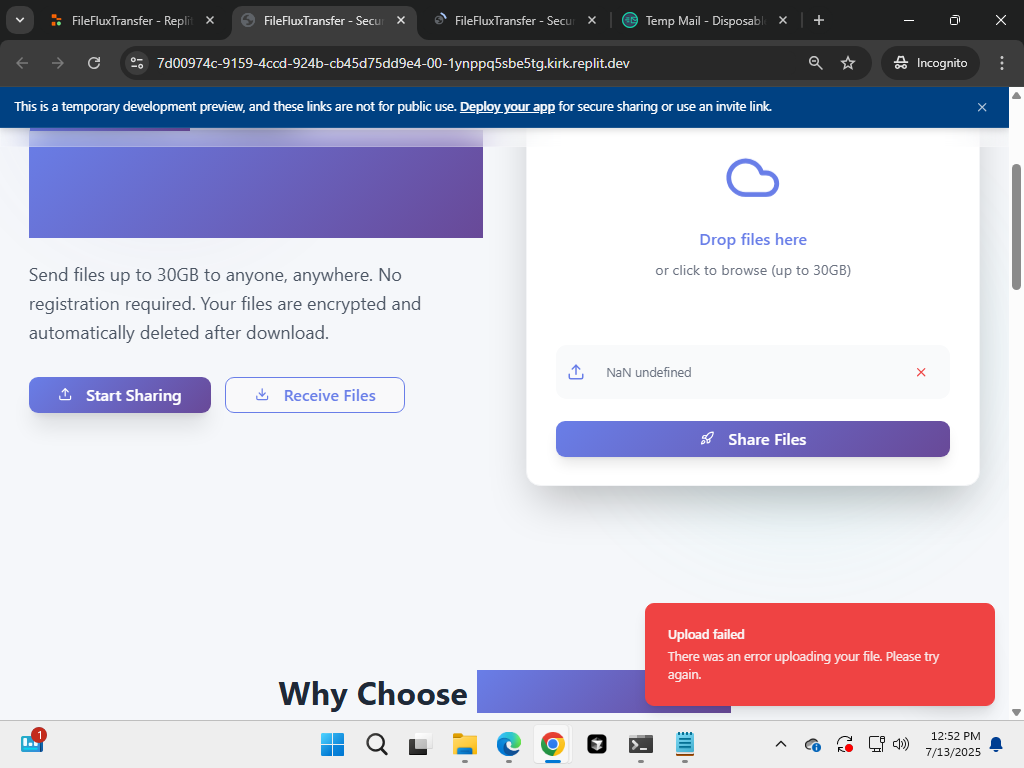 FileFluxTransfer - Replit
FileFluxTransfer - Secu
FileFluxTransfer - Secu
Temp Mail - Disposabl
7d00974c-9159-4ccd-924b-cb45d75dd9e4-00-1ynppq5sbe5tg.kirk.replit.dev
Incognito
This is a temporary development preview, and these links are not for public use. Deploy your app for secure sharing or use an invite link.
Send files up to 30GB to anyone, anywhere. No
registration required. Your files are encrypted and
automatically deleted after download.
Start Sharing
Receive Files
Drop files here
or click to browse (up to 30GB)
NaN undefined
Share Files
Why Choose
Upload failed
There was an error uploading your file. Please try
again.
1
12:52 PM
7/13/2025